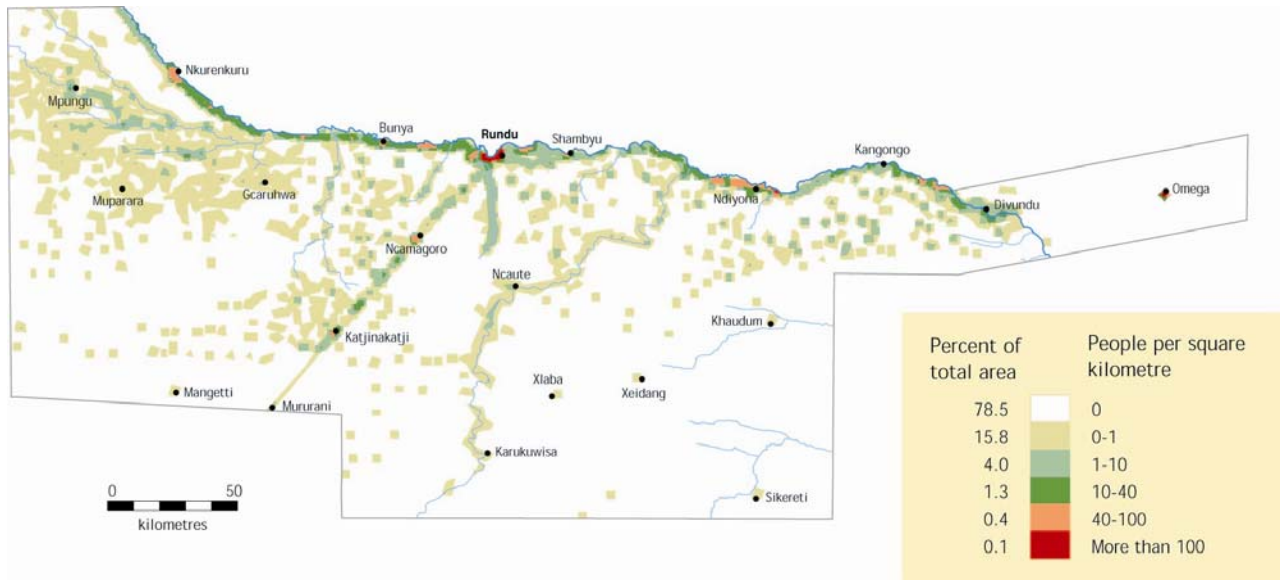 Nkurenkuru
Mpungu
Bunya
Rundu
Shambyu
Kangongo
Omega
Muparara
Gcaruhwa
Ndiyona
Divundu
Ncamagoro
Ncaute
Khaudum
Katjinakatji
Xlaba
Xeidang
Mangetti
Mururani
Karukuwisa
Sikereti
0 50
kilometres
Percent of People per square
total area kilometre
78.5 0
15.8 0-1
4.0 1-10
1.3 10-40
0.4 40-100
0.1 More than 100